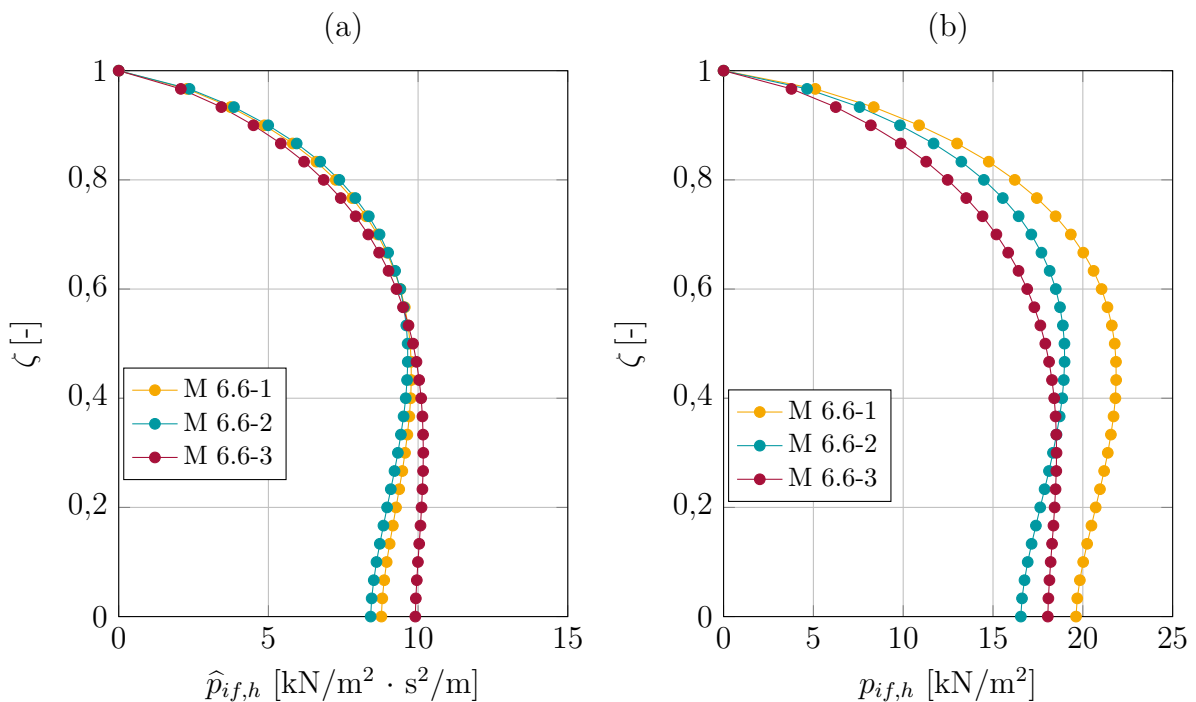 (a)
1
0,8
0,6
0,4
0,2
0
ζ [-]
M 6.6-1
M 6.6-2
M 6.6-3
0 5 10 15
p̂if,h [kN/m² · s²/m]
(b)
1
0,8
0,6
0,4
0,2
0
ζ [-]
M 6.6-1
M 6.6-2
M 6.6-3
0 5 10 15 20 25
pif,h [kN/m²]